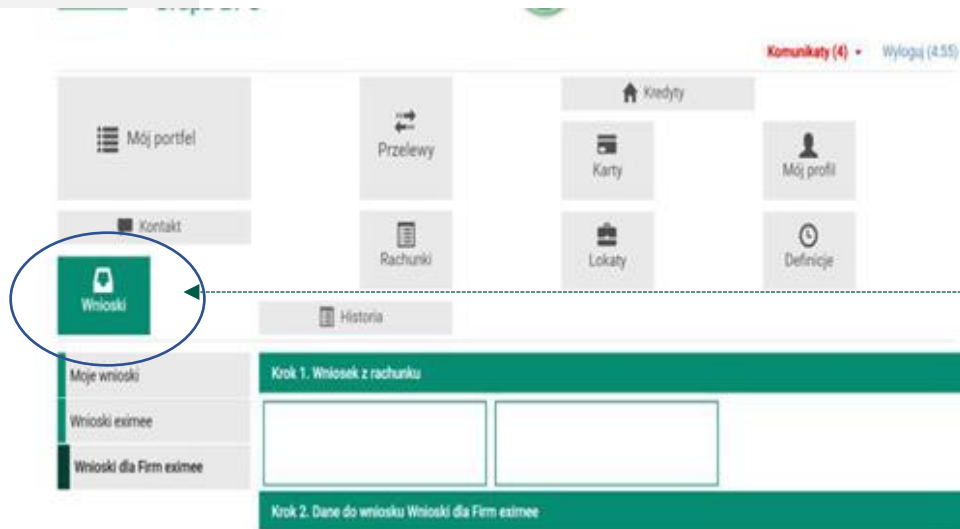 Komunikaty (4) Wyloguj (4:55)
Mój portfel
Przelewy
Kredyty
Karty
Mój profil
Kontakt
Rachunki
Lokaty
Definicje
Wnioski
Historia
Moje wnioski
Wnioski eximee
Wnioski dla Firm eximee
Krok 1. Wniosek z rachunku
Krok 2. Dane do wniosku Wnioski dla Firm eximee